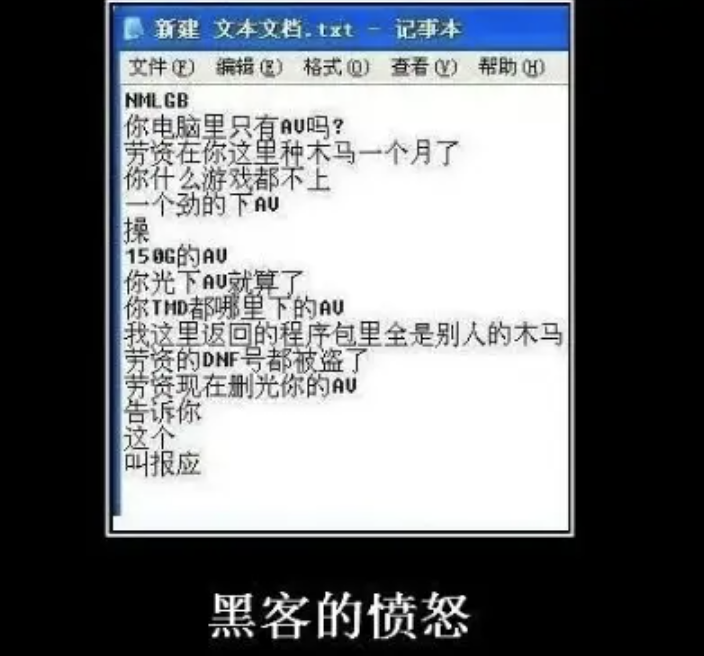 新建 文本文档.txt - 记事本
文件(F) 编辑(E) 格式(O) 查看(V) 帮助(H)
NMLGB
你电脑里只有AV吗?
劳资在你这里种木马一个月了
你什么游戏都不上
一个劲的下AV
操
150G的AV
你光下AV就算了
你TMD都哪里下的AV
我这里返回的程序包里全是别人的木马
劳资的DNF号都被盗了
劳资现在删光你的AV
告诉你
这个
叫报应
黑客的愤怒